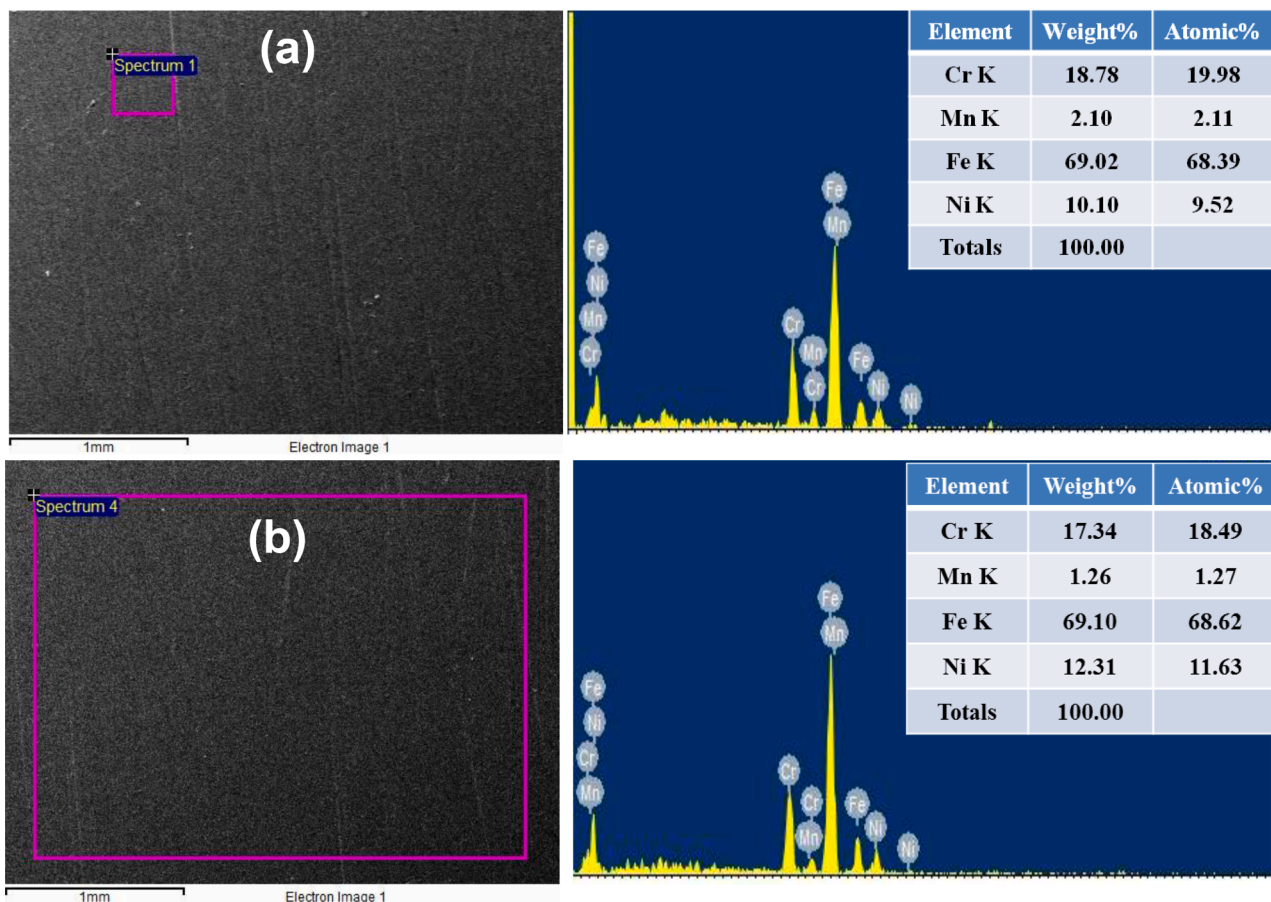 (a)
Spectrum 1
1mm
Electron Image 1
Fe
Ni
Mn
Cr
Cr
Mn
Cr
Fe
Mn
Fe
Ni
Ni
Element Weight% Atomic%
Cr K 18.78 19.98
Mn K 2.10 2.11
Fe K 69.02 68.39
Ni K 10.10 9.52
Totals 100.00
(b)
Spectrum 4
1mm
Electron Image 1
Fe
Ni
Cr
Mn
Cr
Cr
Mn
Fe
Mn
Fe
Ni
Ni
Element Weight% Atomic%
Cr K 17.34 18.49
Mn K 1.26 1.27
Fe K 69.10 68.62
Ni K 12.31 11.63
Totals 100.00